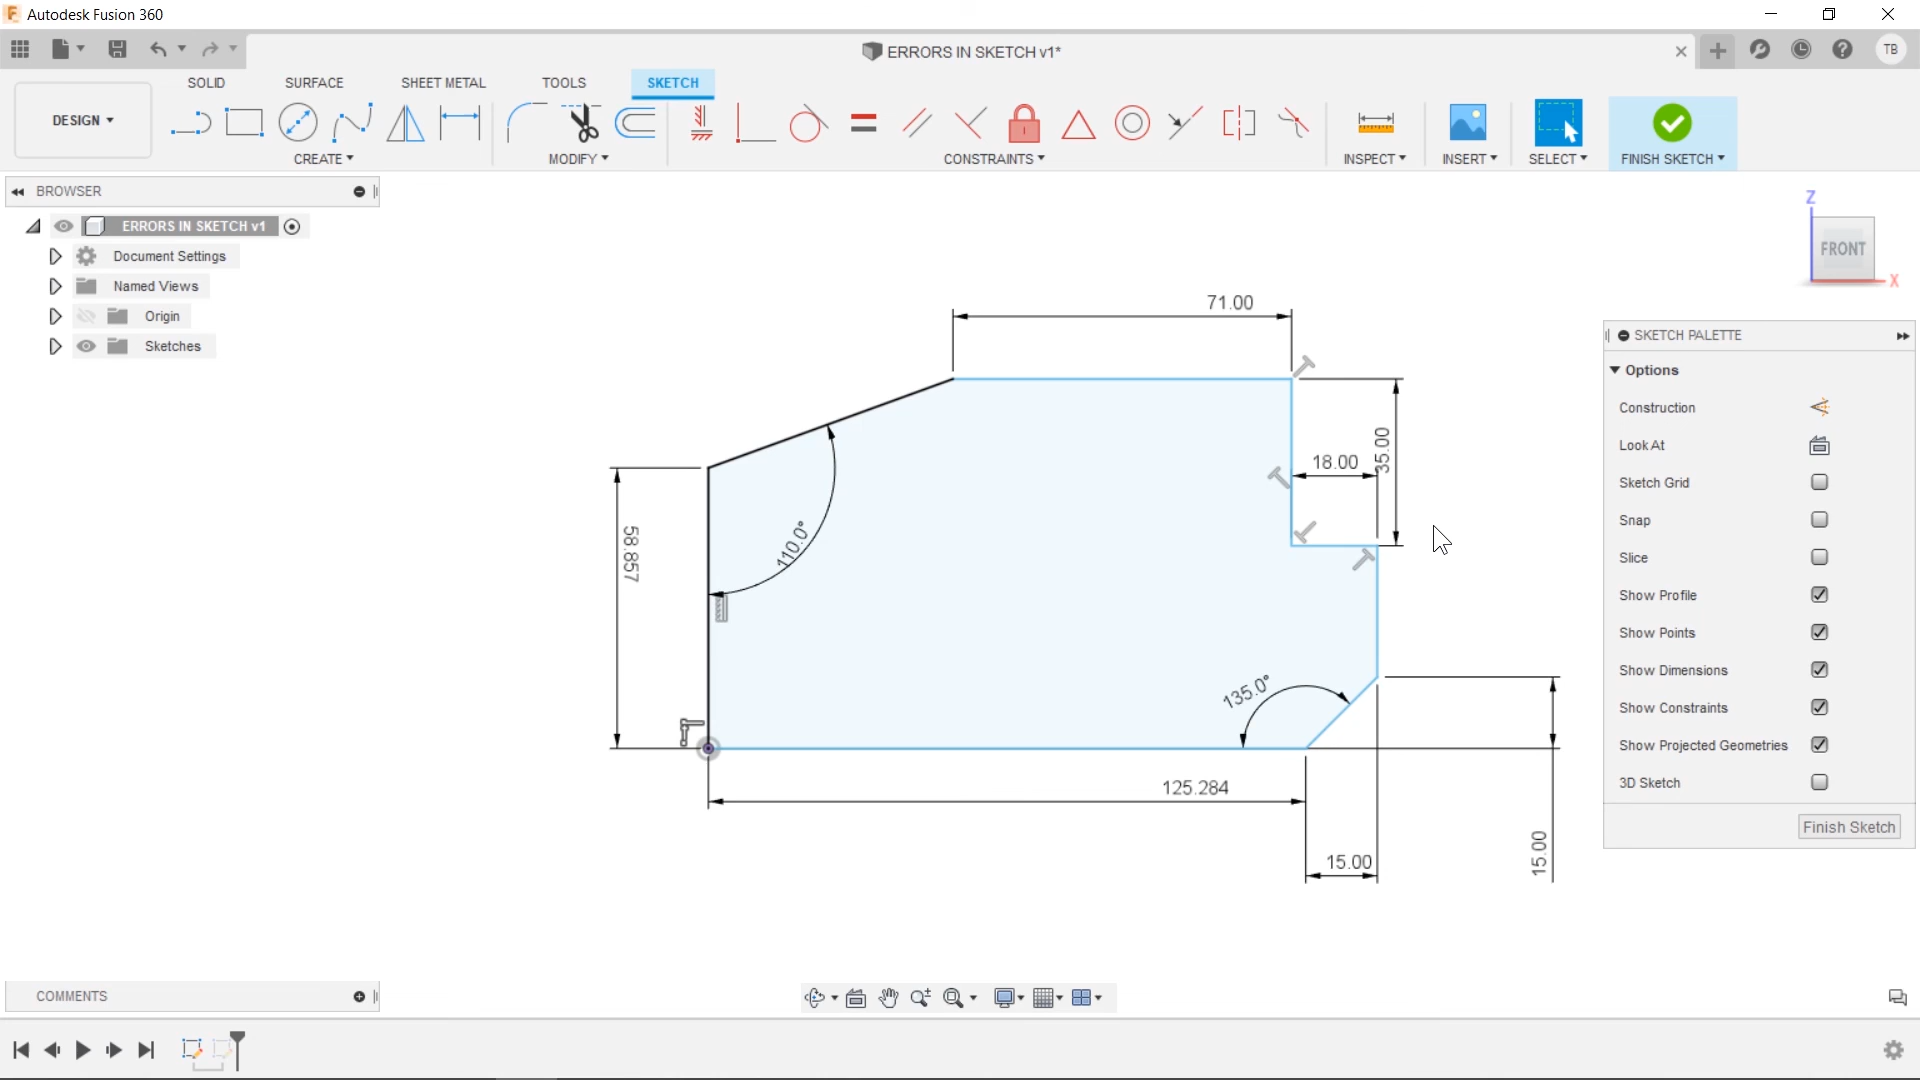 Autodesk Fusion 360
ERRORS IN SKETCH v1*
TB
SOLID
SURFACE
SHEET METAL
TOOLS
SKETCH
DESIGN
CREATE
MODIFY
CONSTRAINTS
INSPECT
INSERT
SELECT
FINISH SKETCH
BROWSER
ERRORS IN SKETCH v1
Document Settings
Named Views
Origin
Sketches
Z
FRONT
X
71.00
18.00
35.00
58.857
110.0°
135.0°
125.284
15.00
15.00
SKETCH PALETTE
Options
Construction
Look At
Sketch Grid
Snap
Slice
Show Profile
Show Points
Show Dimensions
Show Constraints
Show Projected Geometries
3D Sketch
Finish Sketch
COMMENTS